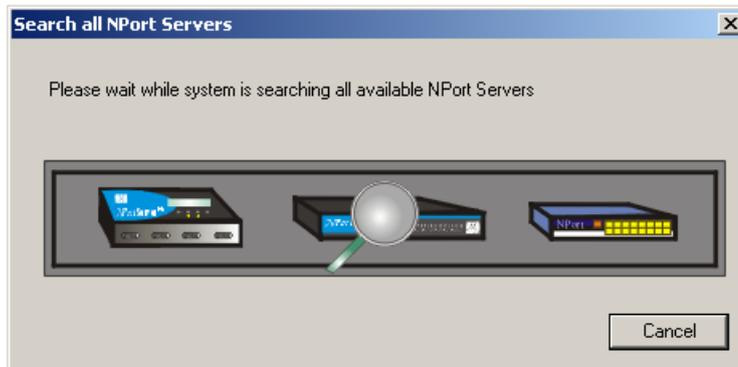 Search all NPort Servers
Please wait while system is searching all available NPort Servers
NPort
Cancel